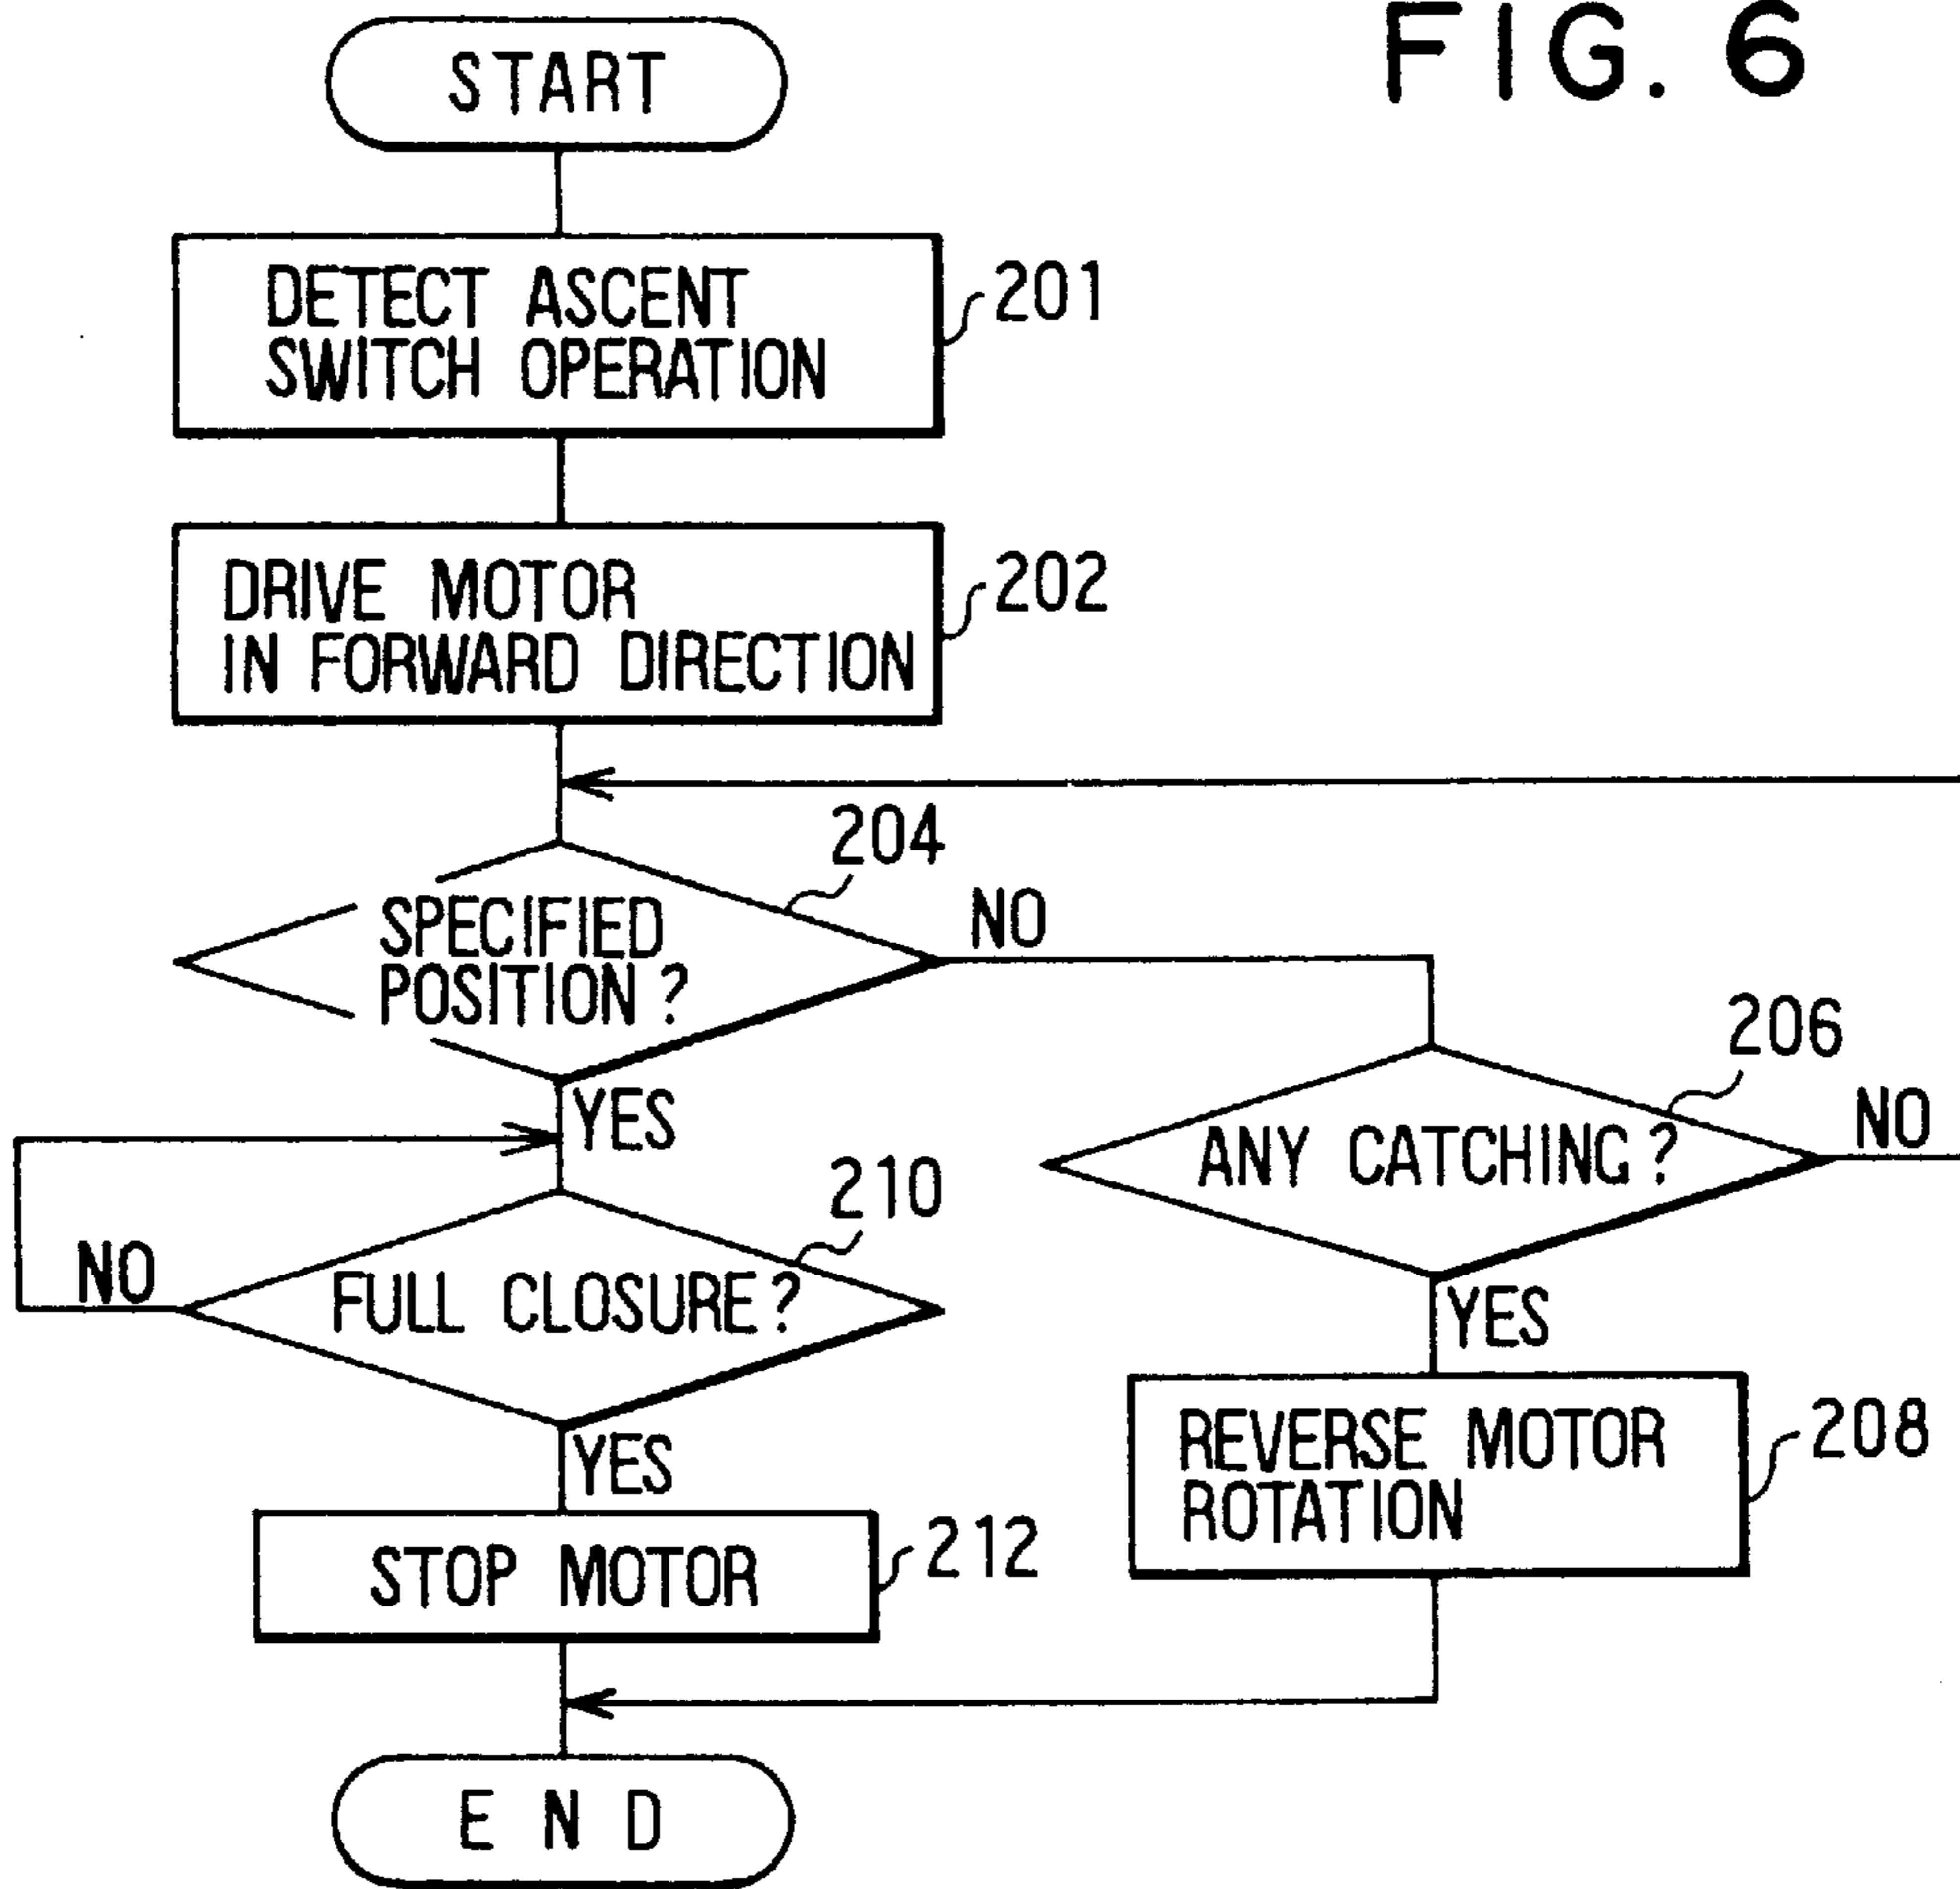 FIG. 6
START
DETECT ASCENT
SWITCH OPERATION
201
DRIVE MOTOR
IN FORWARD DIRECTION
202
204
SPECIFIED
POSITION?
NO
YES
206
ANY CATCHING?
NO
YES
210
FULL CLOSURE?
NO
YES
REVERSE MOTOR
ROTATION
208
STOP MOTOR
212
END